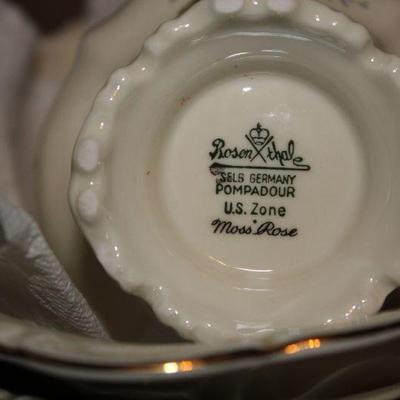 Rosenthal
SELB GERMANY
POMPADOUR
U.S. Zone
Moss Rose